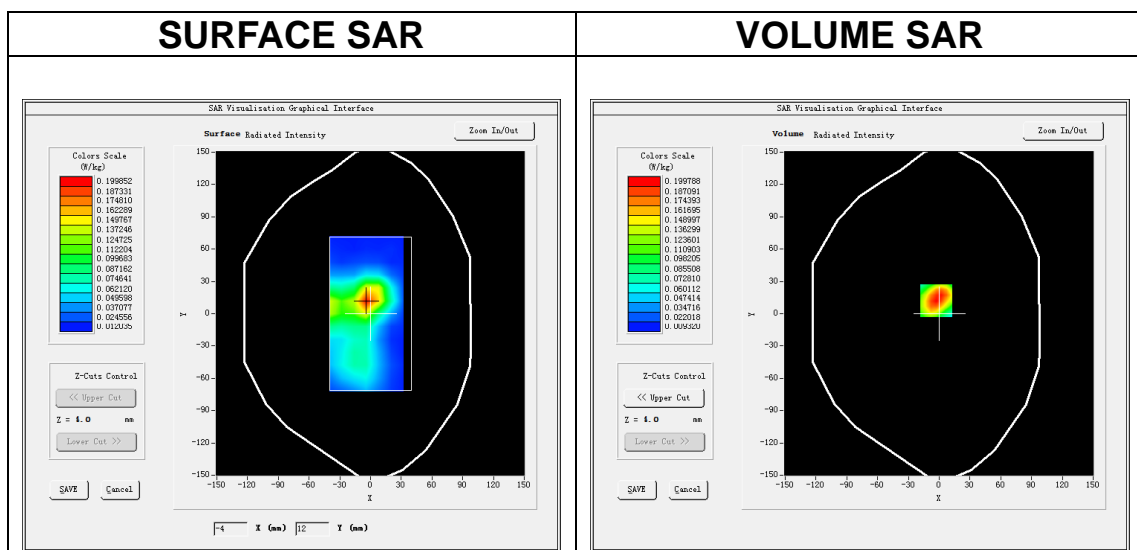 SURFACE SAR
VOLUME SAR
SAR Visualisation Graphical Interface
Surface Radiated Intensity
Zoom In/Out
Colors Scale
(W/kg)
0.199852
0.187331
0.174810
0.162289
0.149767
0.137246
0.124725
0.112204
0.099683
0.087162
0.074641
0.062120
0.049598
0.037077
0.024556
0.012035
150
120
90
60
30
0
-30
-60
-90
-120
-150
Y
-150 -120 -90 -60 -30 0 30 60 90 120 150
X
Z-Cuts Control
<< Upper Cut
Z = 4.0 mm
Lower Cut >>
SAVE Cancel
-4 X (mm) 12 Y (mm)
SAR Visualisation Graphical Interface
Volume Radiated Intensity
Zoom In/Out
Colors Scale
(W/kg)
0.199788
0.187091
0.174393
0.161695
0.148997
0.136299
0.123601
0.110903
0.098205
0.085508
0.072810
0.060112
0.047414
0.034716
0.022018
0.009320
150
120
90
60
30
0
-30
-60
-90
-120
-150
Y
-150 -120 -90 -60 -30 0 30 60 90 120 150
X
Z-Cuts Control
<< Upper Cut
Z = 4.0 mm
Lower Cut >>
SAVE Cancel